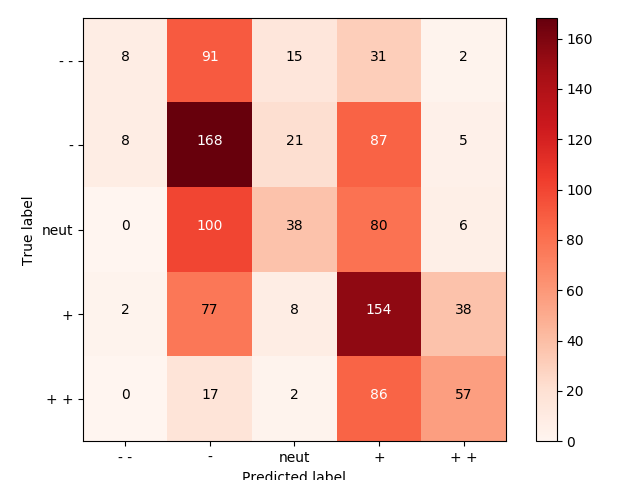 - - 8 91 15 31 2 160
140
- 8 168 21 87 5 120
True label
100
neut 0 100 38 80 6
80
60
+ 2 77 8 154 38
40
+ + 0 17 2 86 57 20
0
- - - neut + + +
Predicted label